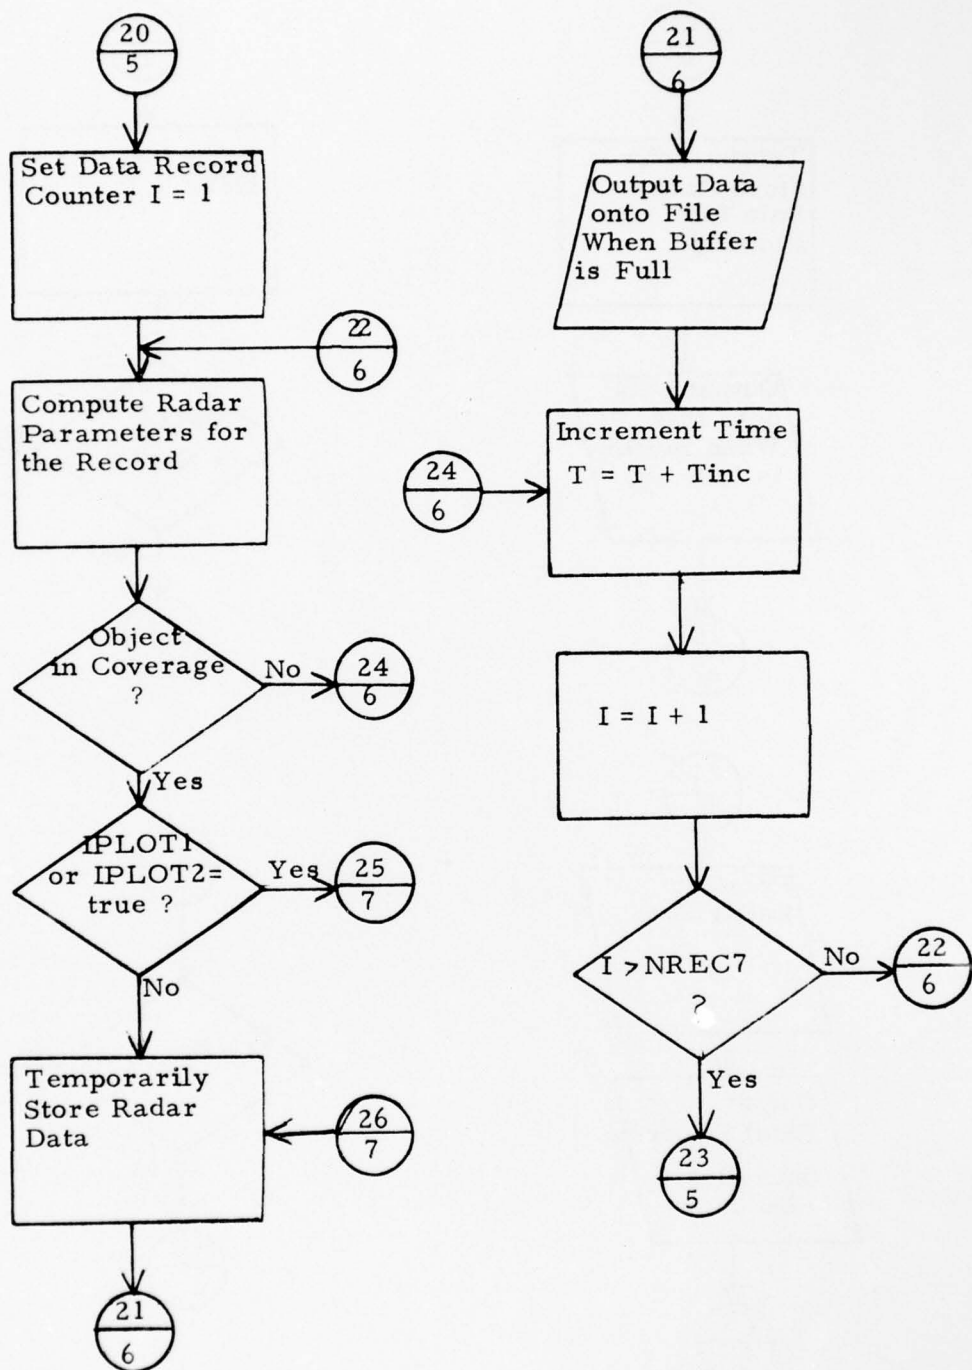 20
5
Set Data Record
Counter I = 1
22
6
Compute Radar
Parameters for
the Record
Object
in Coverage
?
No
24
6
Yes
IPLOT1
or IPLOT2=
true ?
Yes
25
7
No
Temporarily
Store Radar
Data
26
7
21
6
21
6
Output Data
onto File
When Buffer
is Full
24
6
Increment Time
T = T + Tinc
I = I + 1
I > NREC7
?
No
22
6
Yes
23
5